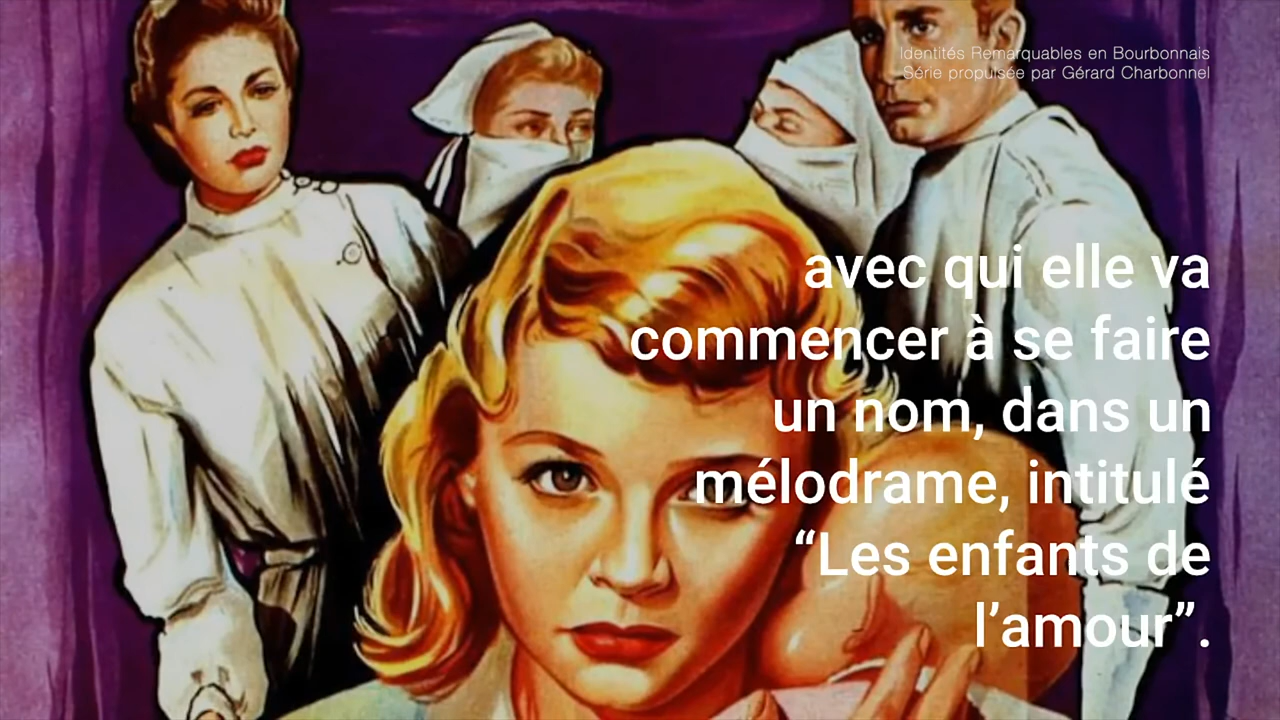 Identités Remarquables en Bourbonnais
Série propulsée par Gérard Charbonnel
avec qui elle va
commencer à se faire
un nom, dans un
mélodrame, intitulé
“Les enfants de
l’amour”.